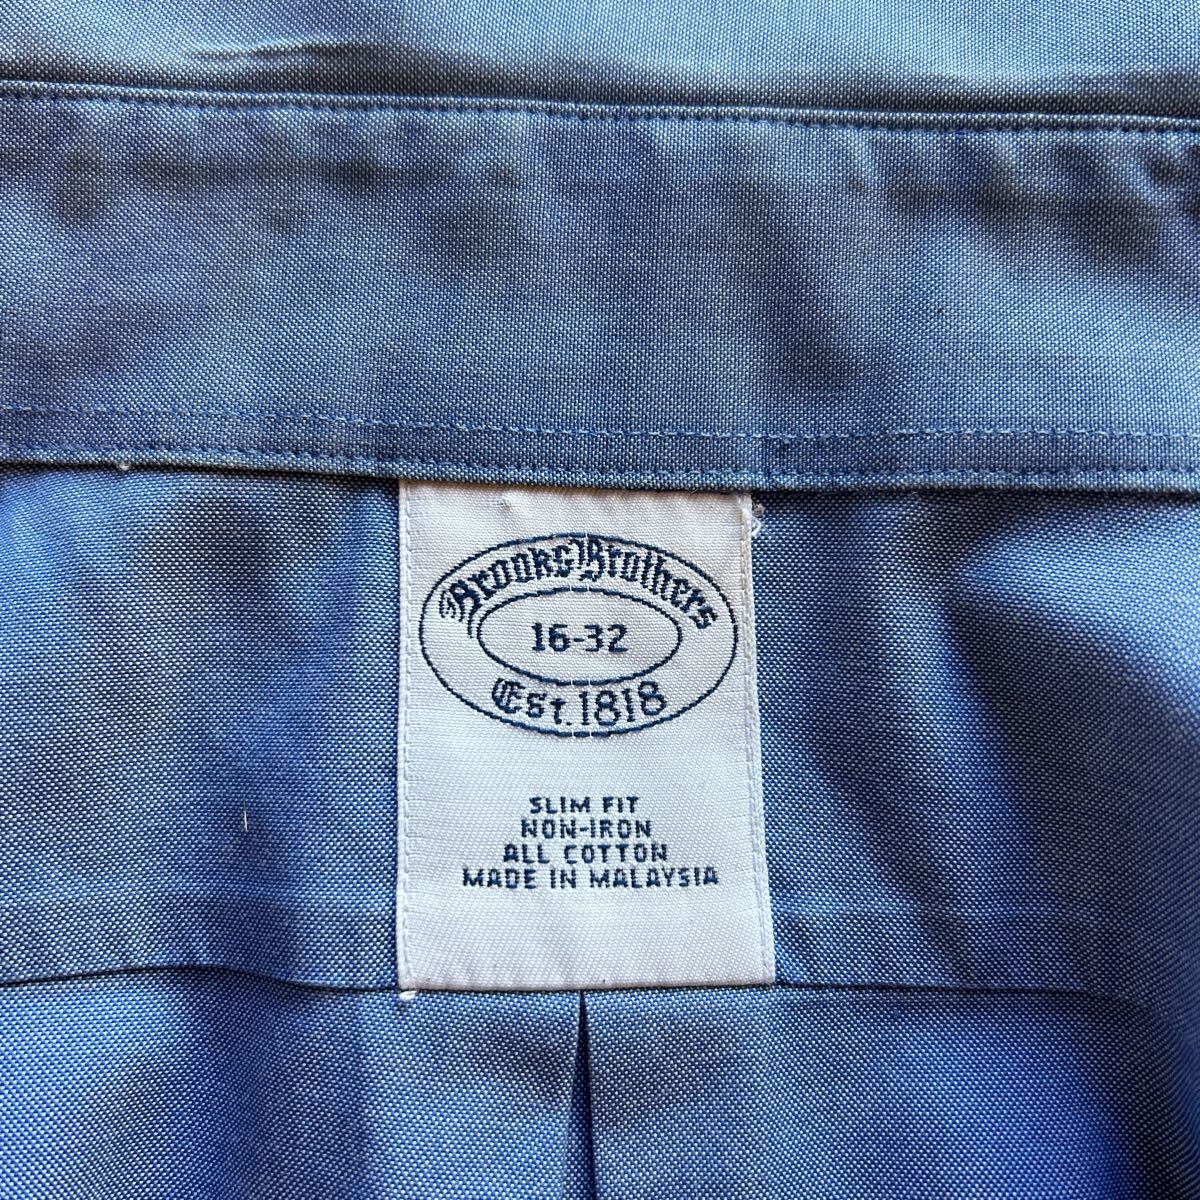 Brooks Brothers
16-32
Est. 1818
SLIM FIT
NON-IRON
ALL COTTON
MADE IN MALAYSIA